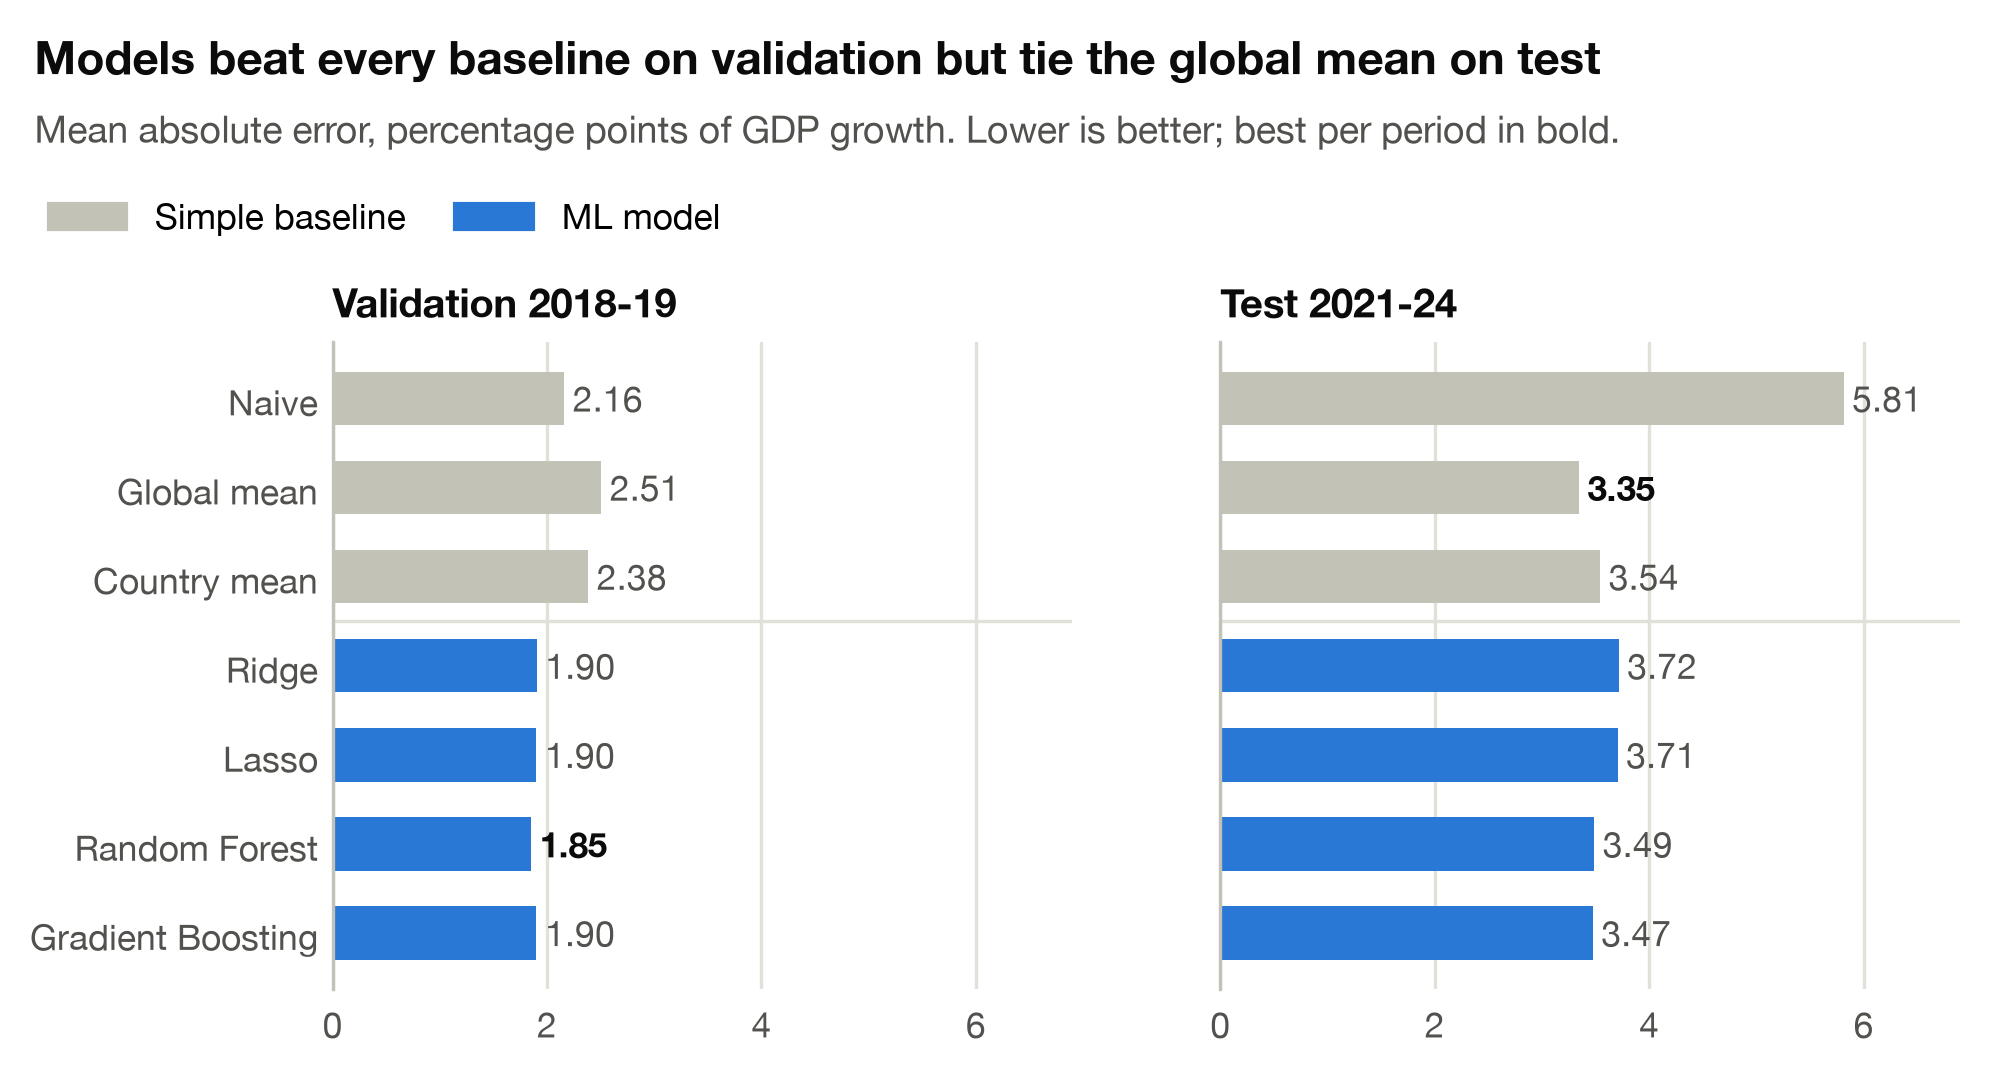 Models beat every baseline on validation but tie the global mean on test
Mean absolute error, percentage points of GDP growth. Lower is better; best per period in bold.
Simple baseline
ML model
Validation 2018-19
Naive 2.16
Global mean 2.51
Country mean 2.38
Ridge 1.90
Lasso 1.90
Random Forest 1.85
Gradient Boosting 1.90
0 2 4 6
Test 2021-24
5.81
3.35
3.54
3.72
3.71
3.49
3.47
0 2 4 6